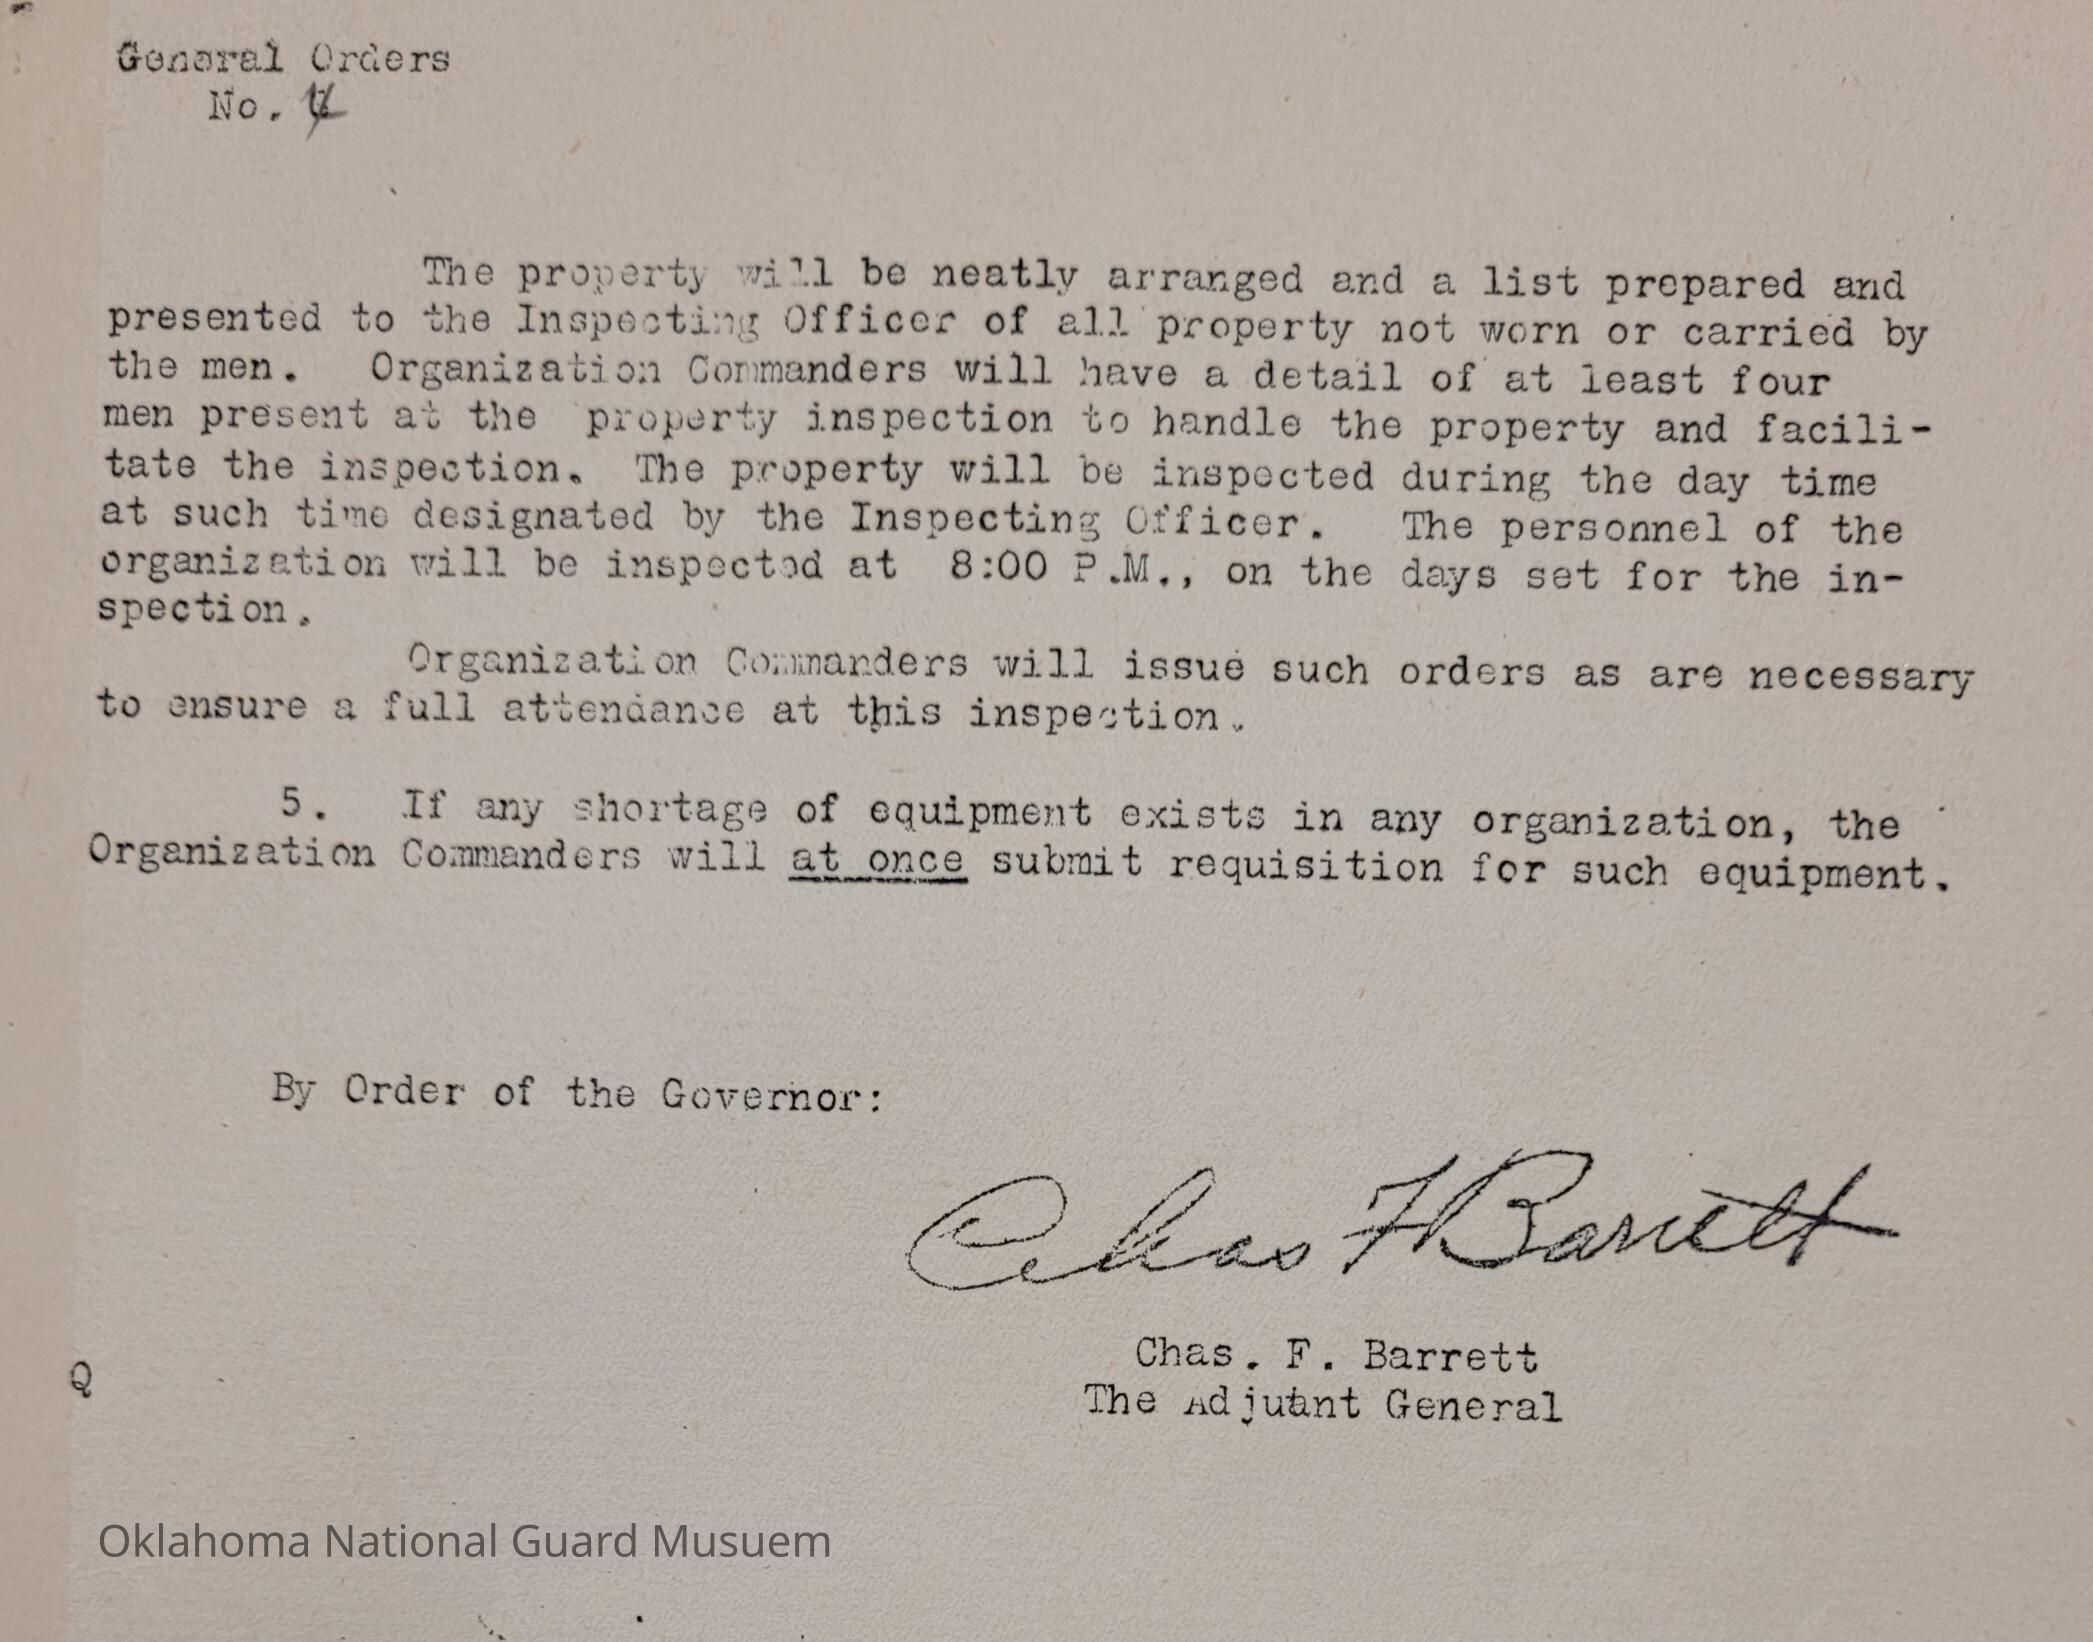 General Orders
No. 4
The property will be neatly arranged and a list prepared and
presented to the Inspecting Officer of all property not worn or carried by
the men. Organization Commanders will have a detail of at least four
men present at the property inspection to handle the property and facili-
tate the inspection. The property will be inspected during the day time
at such time designated by the Inspecting Officer. The personnel of the
organization will be inspected at 8:00 P.M., on the days set for the in-
spection.
Organization Commanders will issue such orders as are necessary
to ensure a full attendance at this inspection.
5. If any shortage of equipment exists in any organization, the
Organization Commanders will at once submit requisition for such equipment.
By Order of the Governor:
Chas F Barrett
Chas. F. Barrett
The Adjutant General
Q
Oklahoma National Guard Musuem